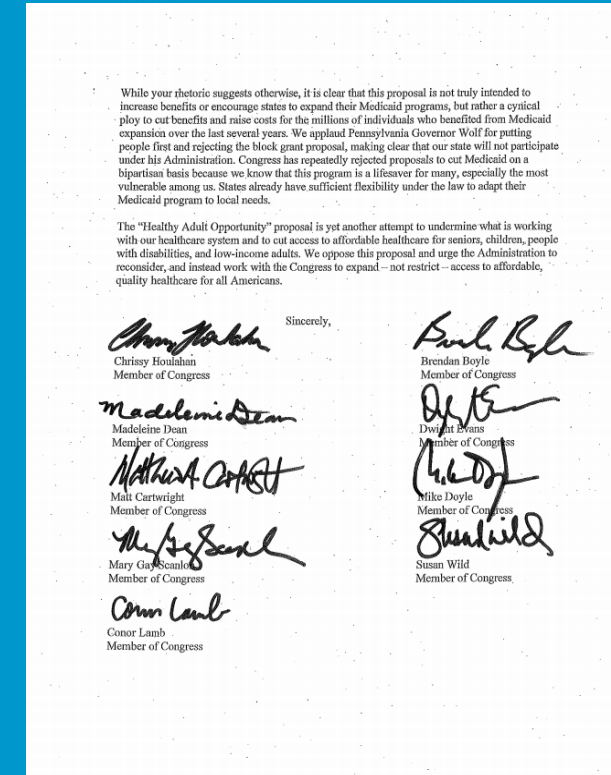 While your rhetoric suggests otherwise, it is clear that this proposal is not truly intended to
increase benefits or encourage states to expand their Medicaid programs, but rather a cynical
ploy to cut benefits and raise costs for the millions of individuals who benefited from Medicaid
expansion over the last several years. We applaud Pennsylvania Governor Wolf for putting
people first and rejecting the block grant proposal, making clear that our state will not participate
under his Administration. Congress has repeatedly rejected proposals to cut Medicaid on a
bipartisan basis because we know that this program is a lifesaver for many, especially the most
vulnerable among us. States already have sufficient flexibility under the law to adapt their
Medicaid program to local needs.
The “Healthy Adult Opportunity” proposal is yet another attempt to undermine what is working
with our healthcare system and to cut access to affordable healthcare for seniors, children, people
with disabilities, and low-income adults. We oppose this proposal and urge the Administration to
reconsider, and instead work with the Congress to expand – not restrict – access to affordable,
quality healthcare for all Americans.
Sincerely,
Chrissy Houlahan
Chrissy Houlahan
Member of Congress
Brendan Boyle
Member of Congress
Madeleine Dean
Madeleine Dean
Member of Congress
Dwight Evans
Member of Congress
Matthew A. Cartwright
Matt Cartwright
Member of Congress
Mike Doyle
Member of Congress
Mary Gay Scanlon
Mary Gay Scanlon
Member of Congress
Susan Wild
Susan Wild
Member of Congress
Conor Lamb
Conor Lamb
Member of Congress